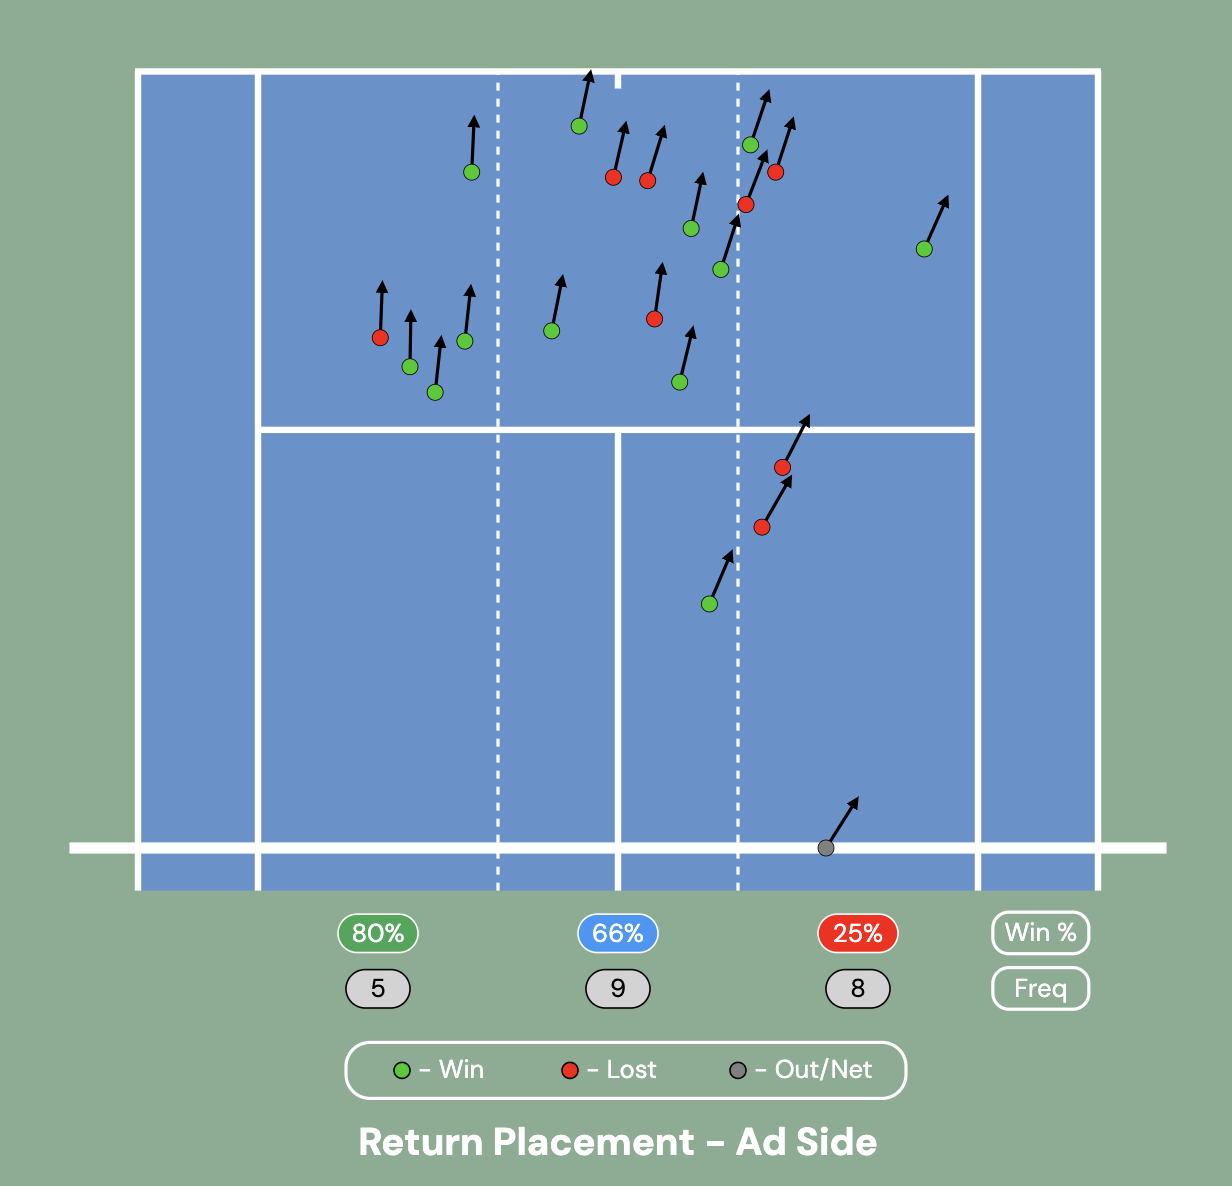 80% 66% 25% Win %
5 9 8 Freq
– Win – Lost – Out/Net
Return Placement – Ad Side